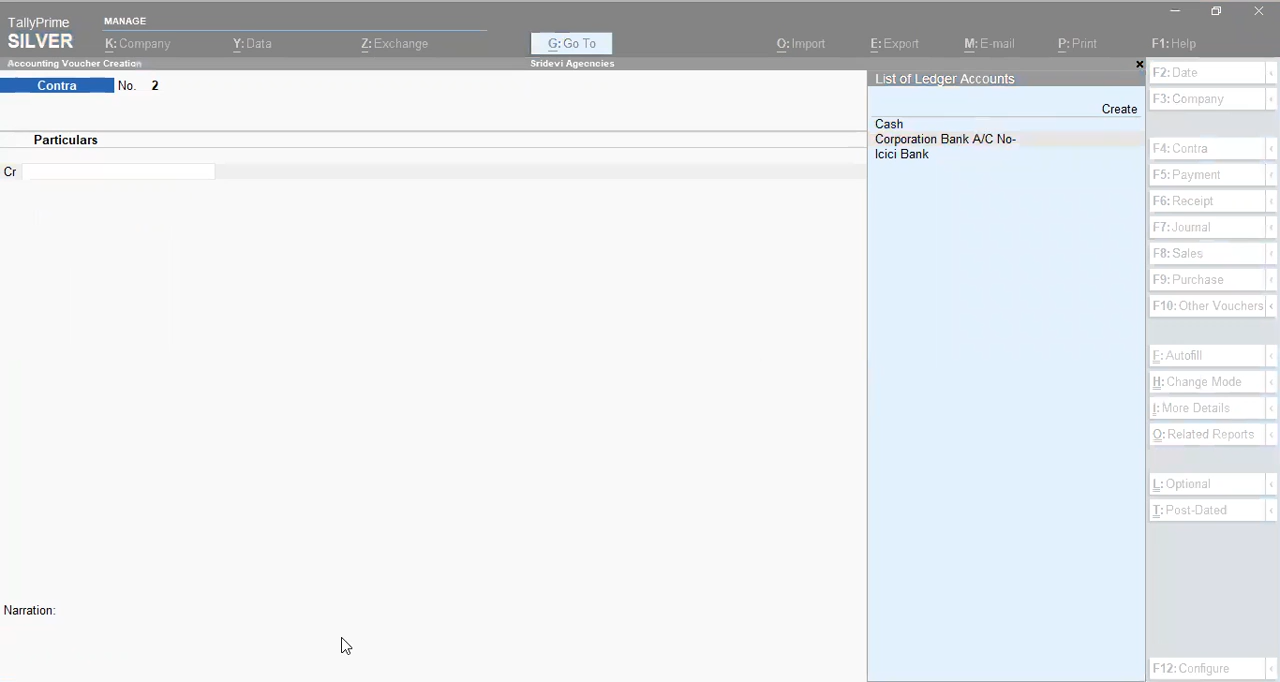 TallyPrime
MANAGE
SILVER
K: Company
Y: Data
Z: Exchange
G: Go To
O: Import
E: Export
M: E-mail
P: Print
F1: Help
Accounting Voucher Creation
Sridevi Agencies
Contra
No. 2
Particulars
Cr
Narration:
List of Ledger Accounts
Create
Cash
Corporation Bank A/C No-
Icici Bank
F2: Date
F3: Company
F4: Contra
F5: Payment
F6: Receipt
F7: Journal
F8: Sales
F9: Purchase
F10: Other Vouchers
F: Autofill
H: Change Mode
I: More Details
O: Related Reports
L: Optional
T: Post-Dated
F12: Configure